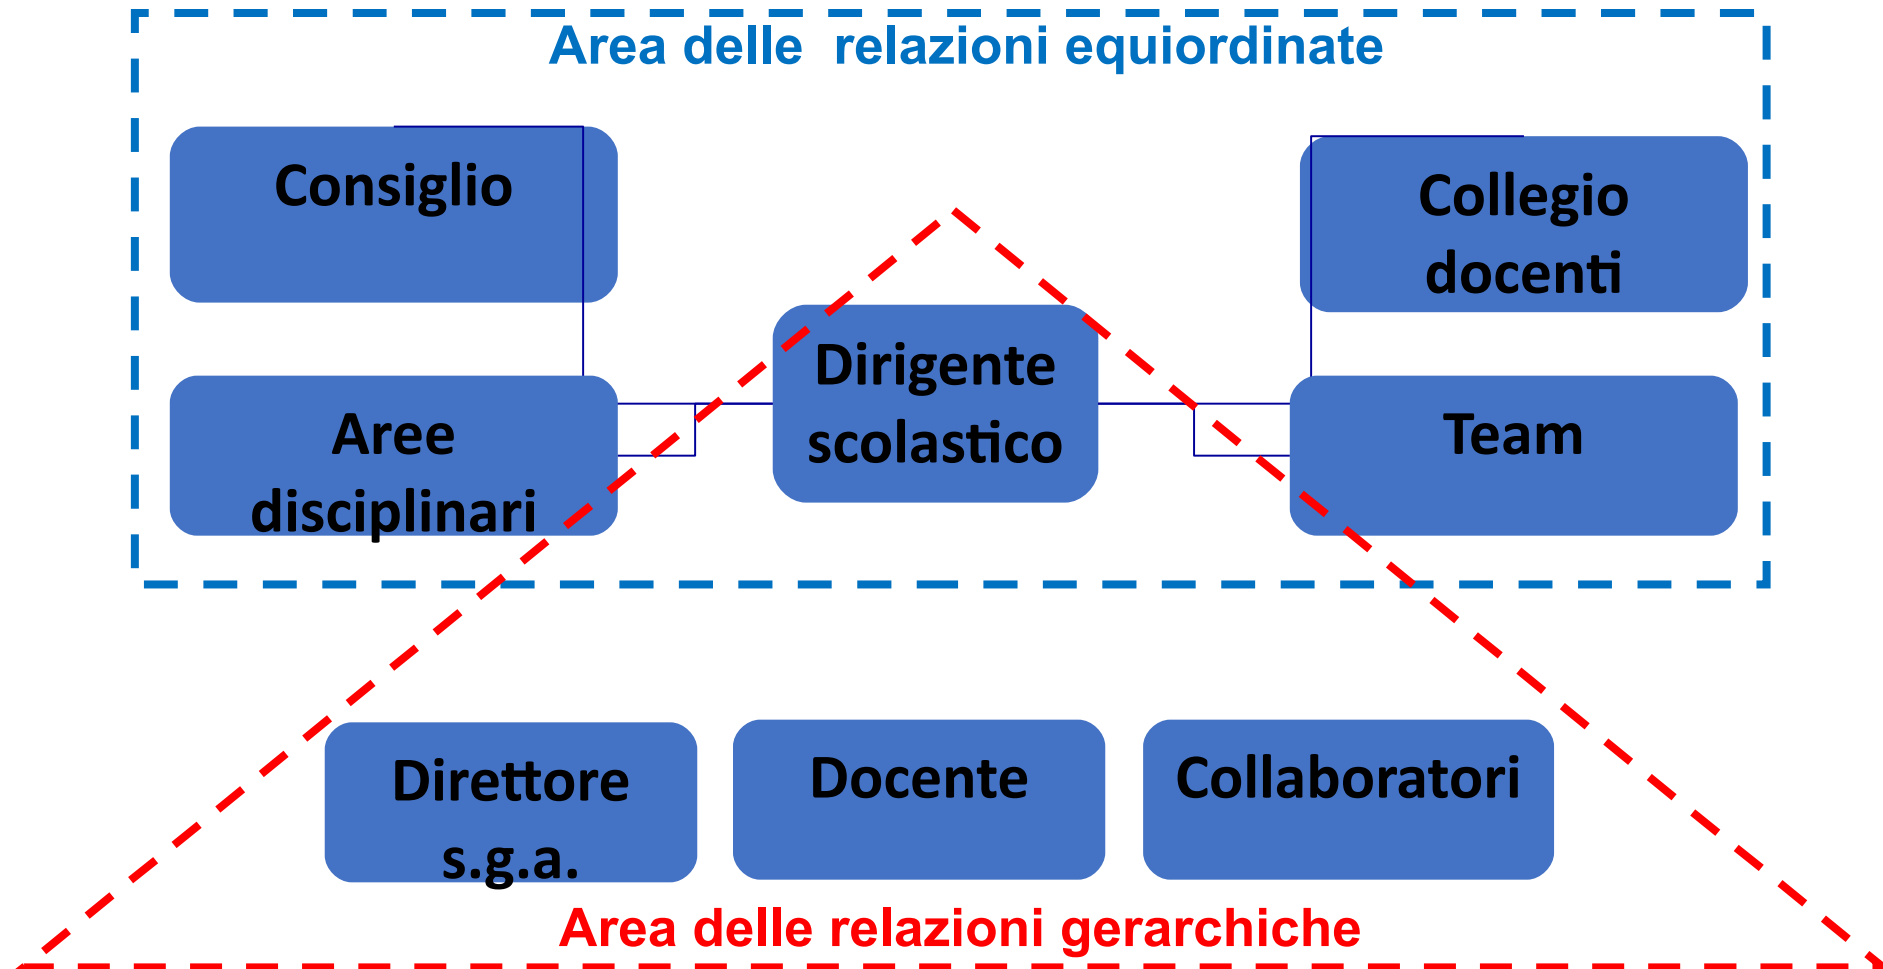 Area delle relazioni equiordinate
Consiglio
Collegio
docenti
Dirigente
scolastico
Aree
disciplinari
Team
Direttore
s.g.a.
Docente
Collaboratori
Area delle relazioni gerarchiche